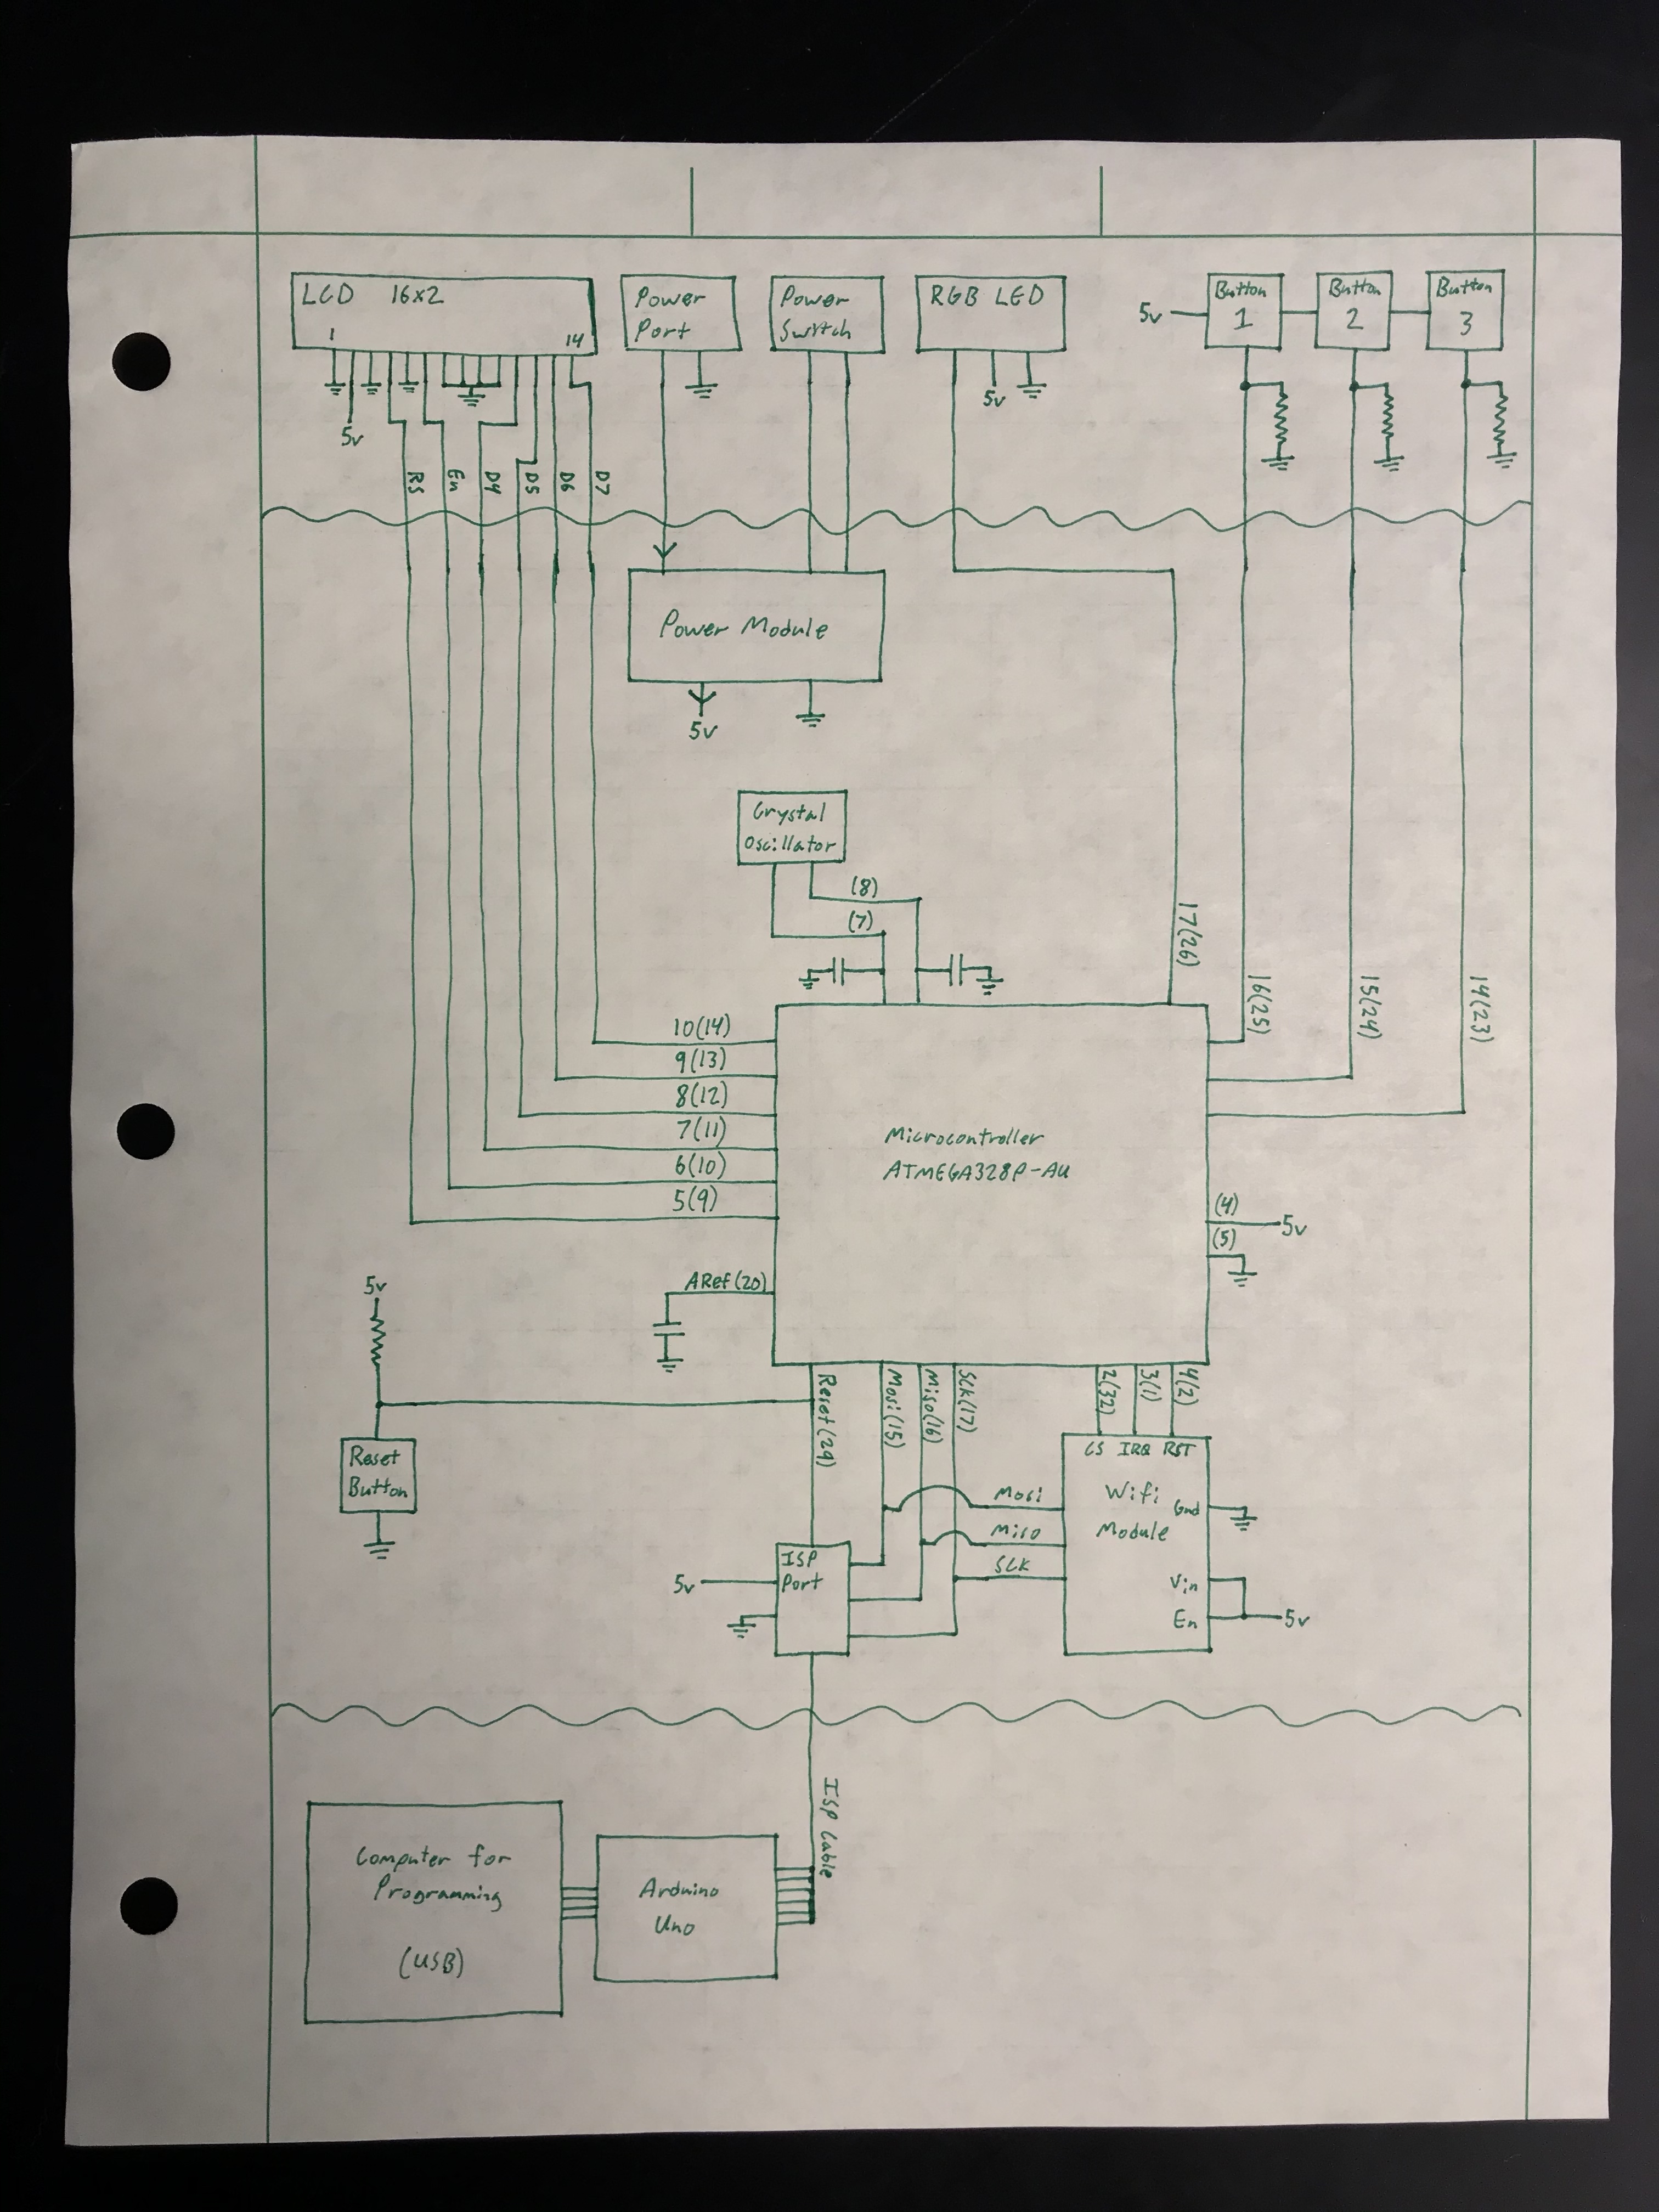 LCD 16x2
1
14
Power
Port
Power
Switch
RGB LED
5v
Button
1
Button
2
Button
3
5v
5v
RS
En
D4
D5
D6
D7
Power Module
5v
Crystal
Oscillator
(8)
(7)
17(26)
16(25)
15(24)
14(23)
10(14)
9(13)
8(12)
7(11)
6(10)
5(9)
Microcontroller
ATMEGA328P-AU
(4)
5v
(5)
ARef(20)
5v
Reset(29)
Mosi(15)
Miso(16)
Sck(17)
2(32)
3(1)
4(2)
Reset
Button
CS IRQ RST
Wifi
Module
Gnd
Vin
En
5v
Mosi
Miso
SCK
ISP
Port
5v
ISP Cable
Computer for
Programming
(USB)
Arduino
Uno